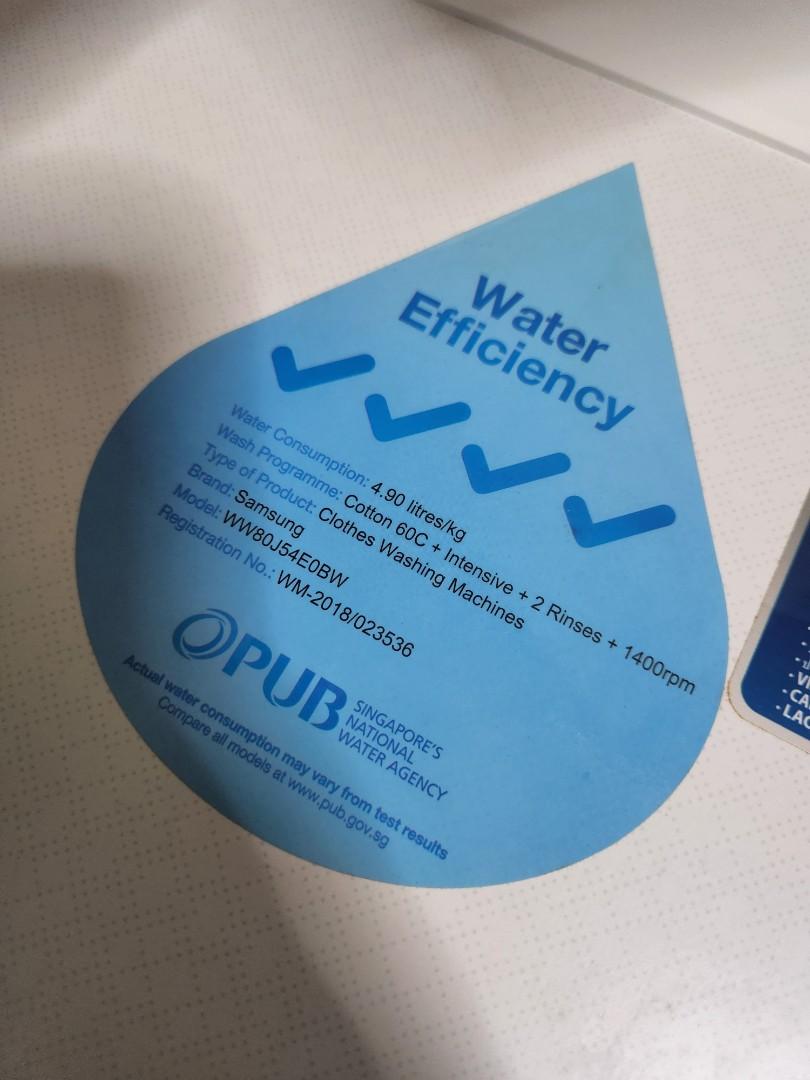 Water
Efficiency
Water Consumption: 4.90 litres/kg
Wash Programme: Cotton 60C + Intensive + 2 Rinses + 1400rpm
Type of Product: Clothes Washing Machines
Brand: Samsung
Model: WW80J54E0BW
Registration No.: WM-2018/023536
PUB
SINGAPORE'S
NATIONAL
WATER AGENCY
Actual water consumption may vary from test results
Compare all models at www.pub.gov.sg